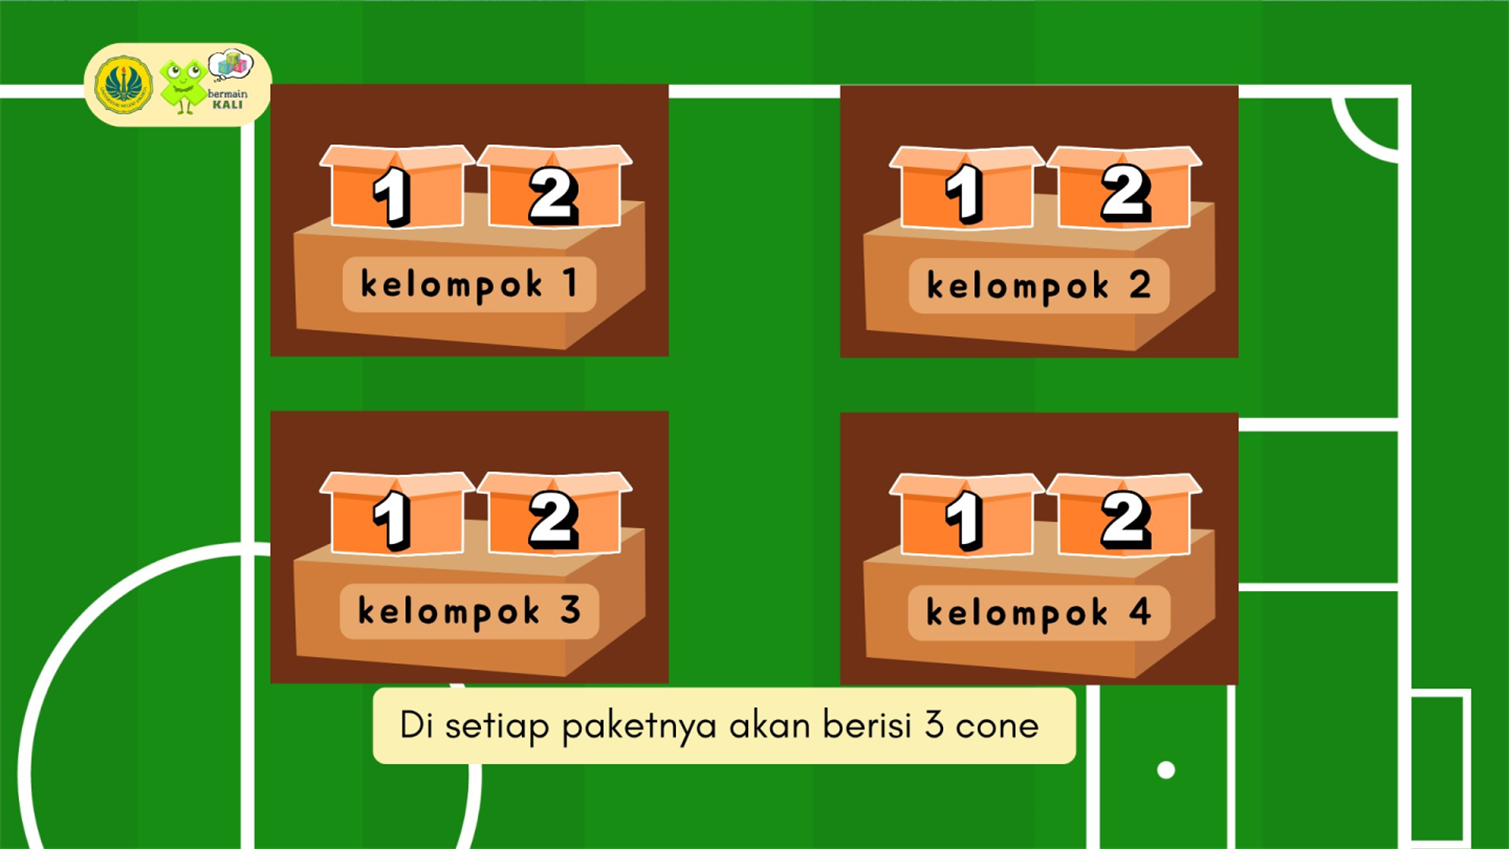 bermain
KALI
1 2
kelompok 1
1 2
kelompok 2
1 2
kelompok 3
1 2
kelompok 4
Di setiap paketnya akan berisi 3 cone